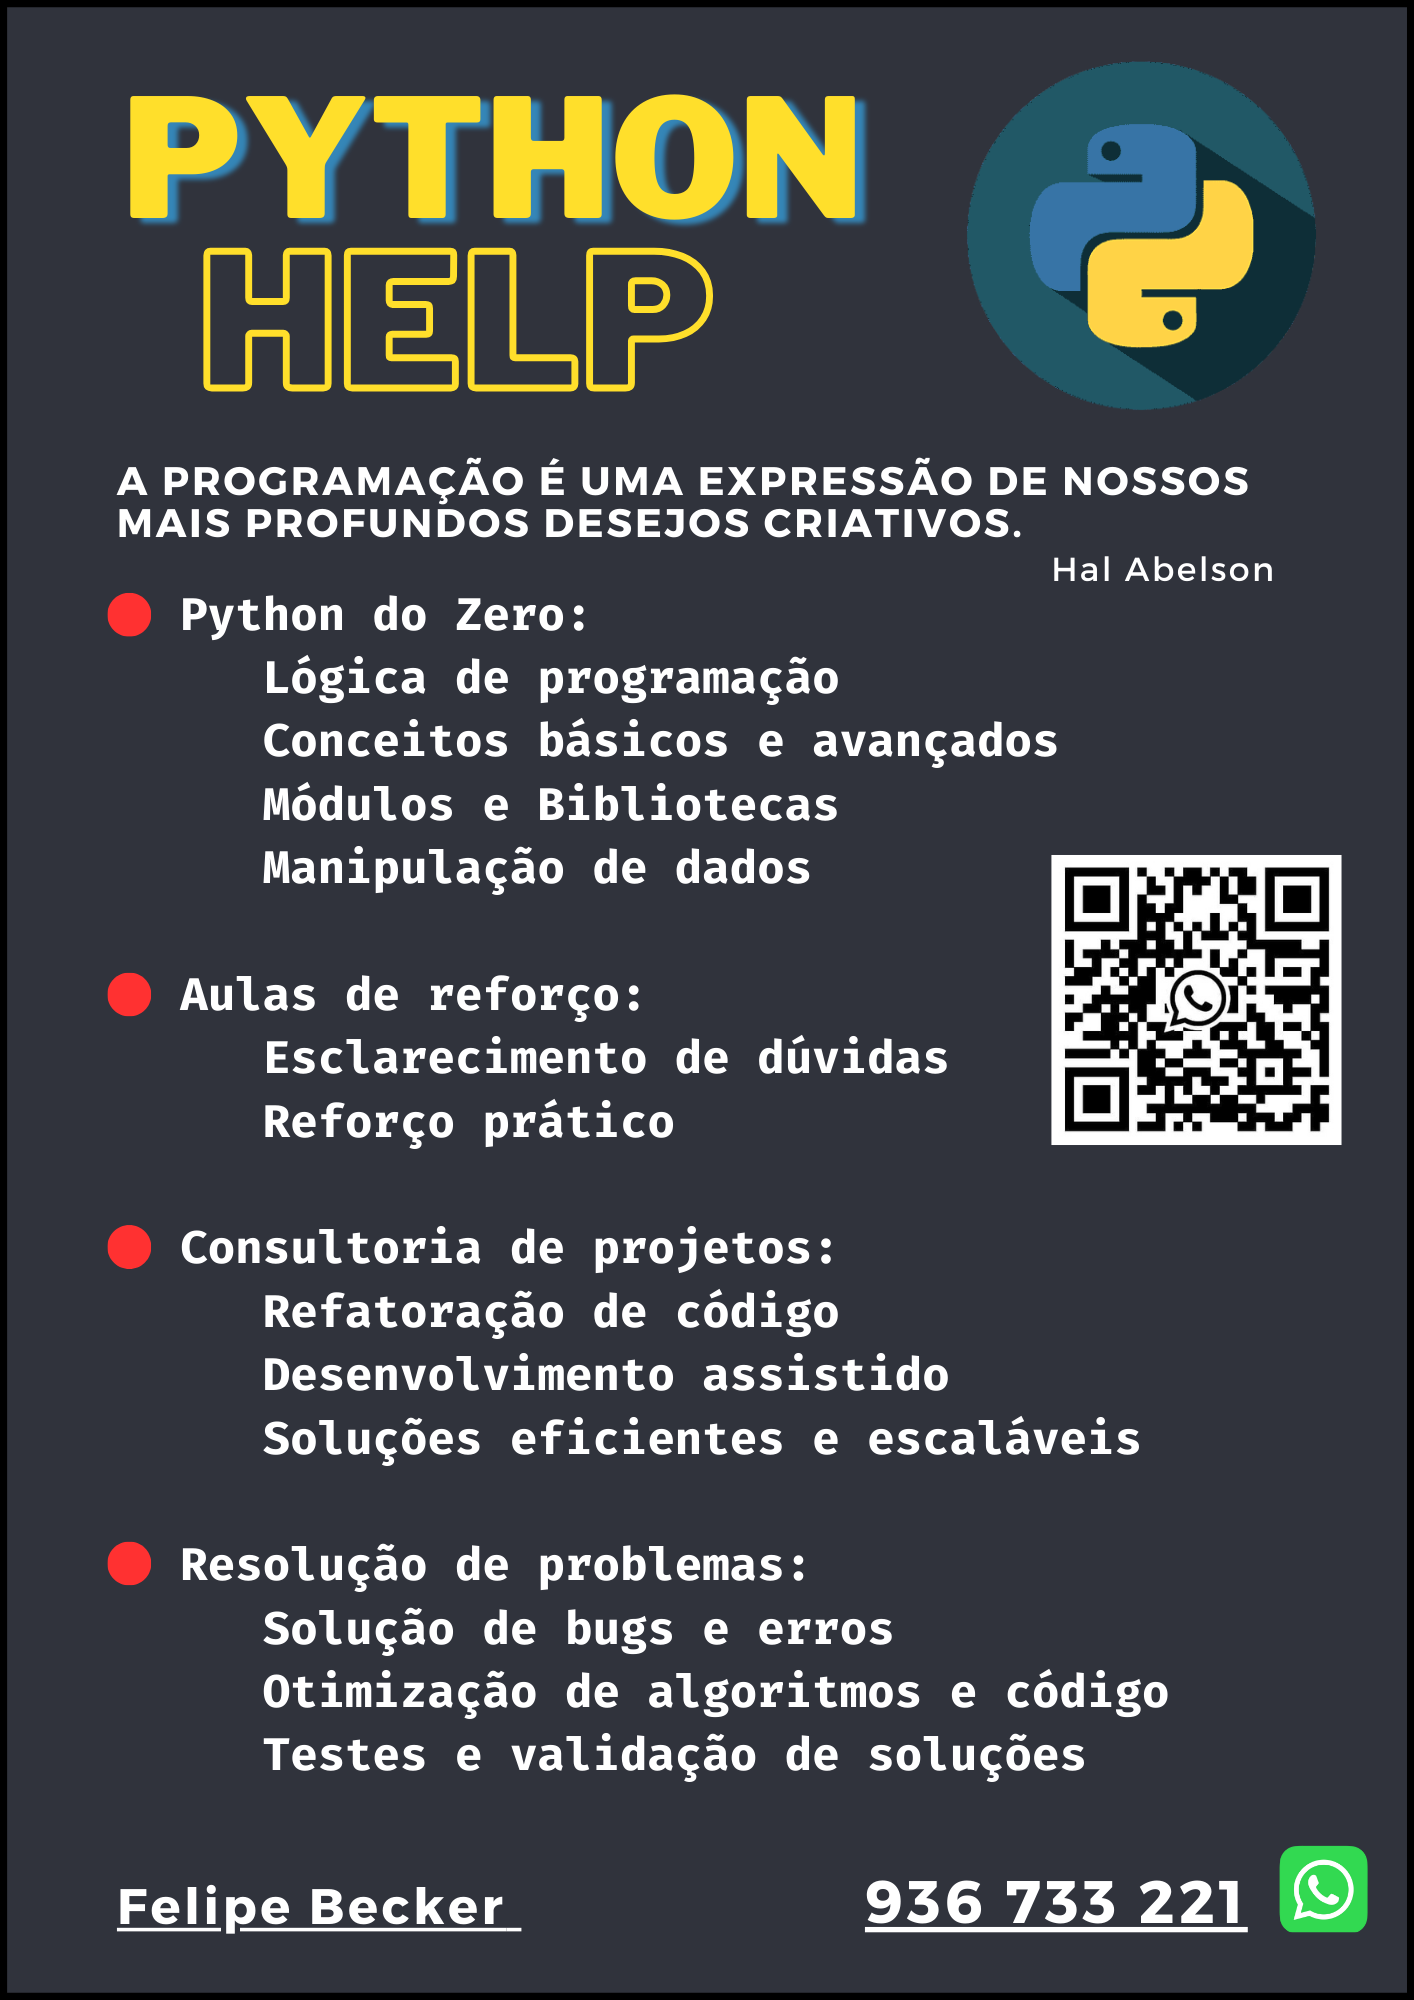 PYTHON
HELP
A PROGRAMAÇÃO É UMA EXPRESSÃO DE NOSSOS
MAIS PROFUNDOS DESEJOS CRIATIVOS.
Hal Abelson
Python do Zero:
Lógica de programação
Conceitos básicos e avançados
Módulos e Bibliotecas
Manipulação de dados
Aulas de reforço:
Esclarecimento de dúvidas
Reforço prático
Consultoria de projetos:
Refatoração de código
Desenvolvimento assistido
Soluções eficientes e escaláveis
Resolução de problemas:
Solução de bugs e erros
Otimização de algoritmos e código
Testes e validação de soluções
Felipe Becker
936 733 221